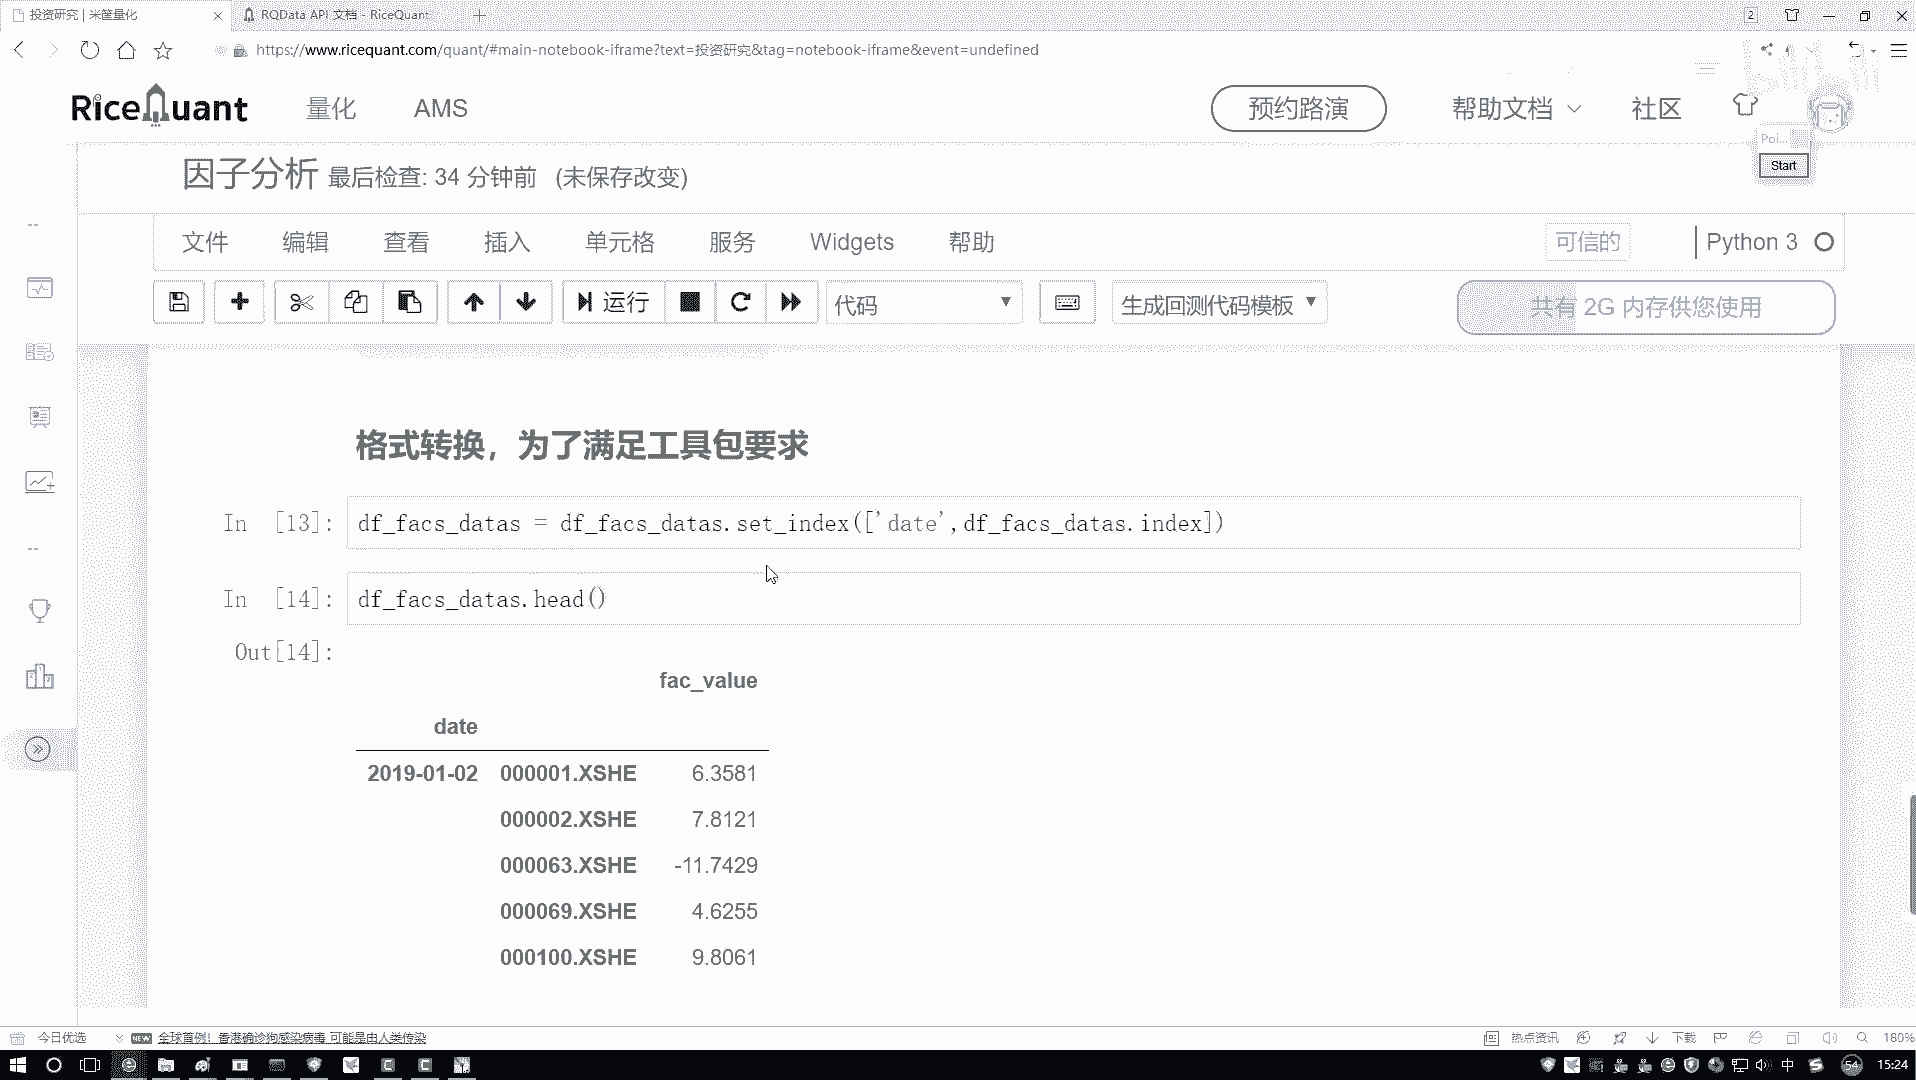 投资研究 | 米筐量化
RQData API 文档 - RiceQuant
2
https://www.ricequant.com/quant/#main-notebook-iframe?text=投资研究&tag=notebook-iframe&event=undefined
RiceQuant 量化 AMS 预约路演 帮助文档 社区
Poi...
Start
因子分析 最后检查: 34 分钟前 (未保存改变)
文件 编辑 查看 插入 单元格 服务 Widgets 帮助 可信的 Python 3
运行 代码 生成回测代码模板 共有 2G 内存供您使用
格式转换，为了满足工具包要求
In [13]: df_facs_datas = df_facs_datas.set_index(['date',df_facs_datas.index])
In [14]: df_facs_datas.head()
Out[14]:
fac_value
date
2019-01-02 000001.XSHE 6.3581
000002.XSHE 7.8121
000063.XSHE -11.7429
000069.XSHE 4.6255
000100.XSHE 9.8061
今日优选 NEW 全球首例！香港确诊狗感染病毒 可能是由人类传染 热点资讯 下载 180%
中 54 15:24